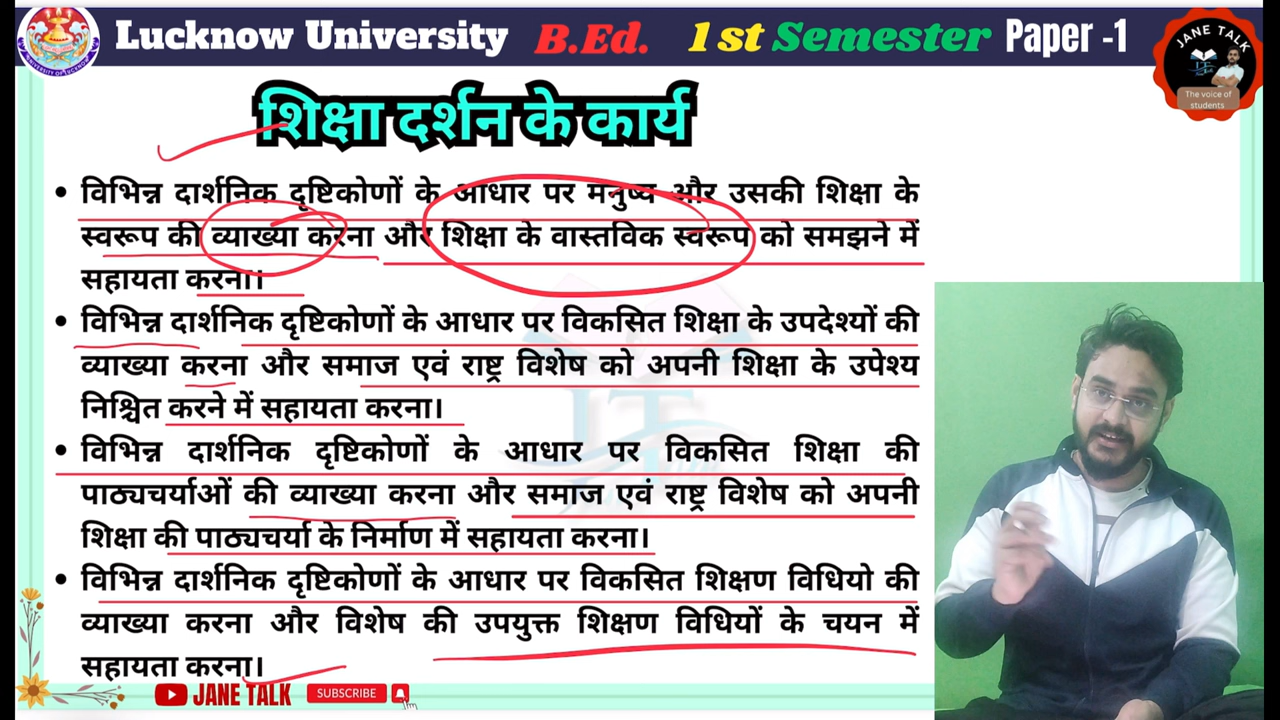 Lucknow University B.Ed. 1st Semester Paper -1
JANE TALK
The voice of
students
शिक्षा दर्शन के कार्य
• विभिन्न दार्शनिक दृष्टिकोणों के आधार पर मनुष्य और उसकी शिक्षा के
स्वरूप की व्याख्या करना और शिक्षा के वास्तविक स्वरूप को समझने में
सहायता करना।
• विभिन्न दार्शनिक दृष्टिकोणों के आधार पर विकसित शिक्षा के उपदेश्यों की
व्याख्या करना और समाज एवं राष्ट्र विशेष को अपनी शिक्षा के उपेश्य
निश्चित करने में सहायता करना।
• विभिन्न दार्शनिक दृष्टिकोणों के आधार पर विकसित शिक्षा की
पाठ्यचर्याओं की व्याख्या करना और समाज एवं राष्ट्र विशेष को अपनी
शिक्षा की पाठ्यचर्या के निर्माण में सहायता करना।
• विभिन्न दार्शनिक दृष्टिकोणों के आधार पर विकसित शिक्षण विधियो की
व्याख्या करना और विशेष की उपयुक्त शिक्षण विधियों के चयन में
सहायता करना।
JANE TALK SUBSCRIBE